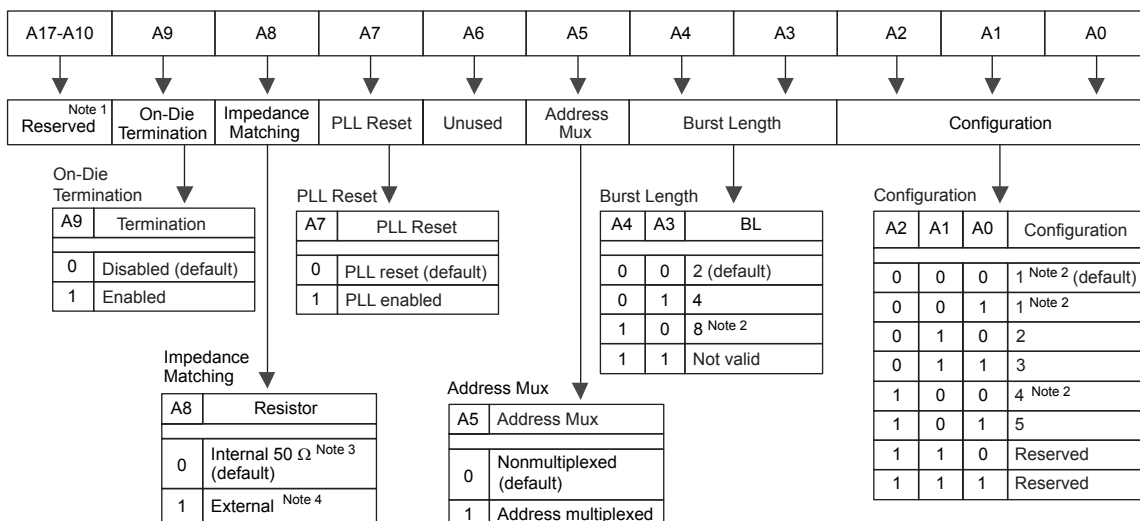 A17-A10 A9 A8 A7 A6 A5 A4 A3 A2 A1 A0
Reserved Note 1
On-Die
Termination
Impedance
Matching
PLL Reset
Unused
Address
Mux
Burst Length
Configuration
On-Die
Termination
A9 Termination
0 Disabled (default)
1 Enabled
PLL Reset
A7 PLL Reset
0 PLL reset (default)
1 PLL enabled
Burst Length
A4 A3 BL
0 0 2 (default)
0 1 4
1 0 8 Note 2
1 1 Not valid
Configuration
A2 A1 A0 Configuration
0 0 0 1 Note 2 (default)
0 0 1 1 Note 2
0 1 0 2
0 1 1 3
1 0 0 4 Note 2
1 0 1 5
1 1 0 Reserved
1 1 1 Reserved
Impedance
Matching
A8 Resistor
0 Internal 50 Ω Note 3
(default)
1 External Note 4
Address Mux
A5 Address Mux
0 Nonmultiplexed
(default)
1 Address multiplexed